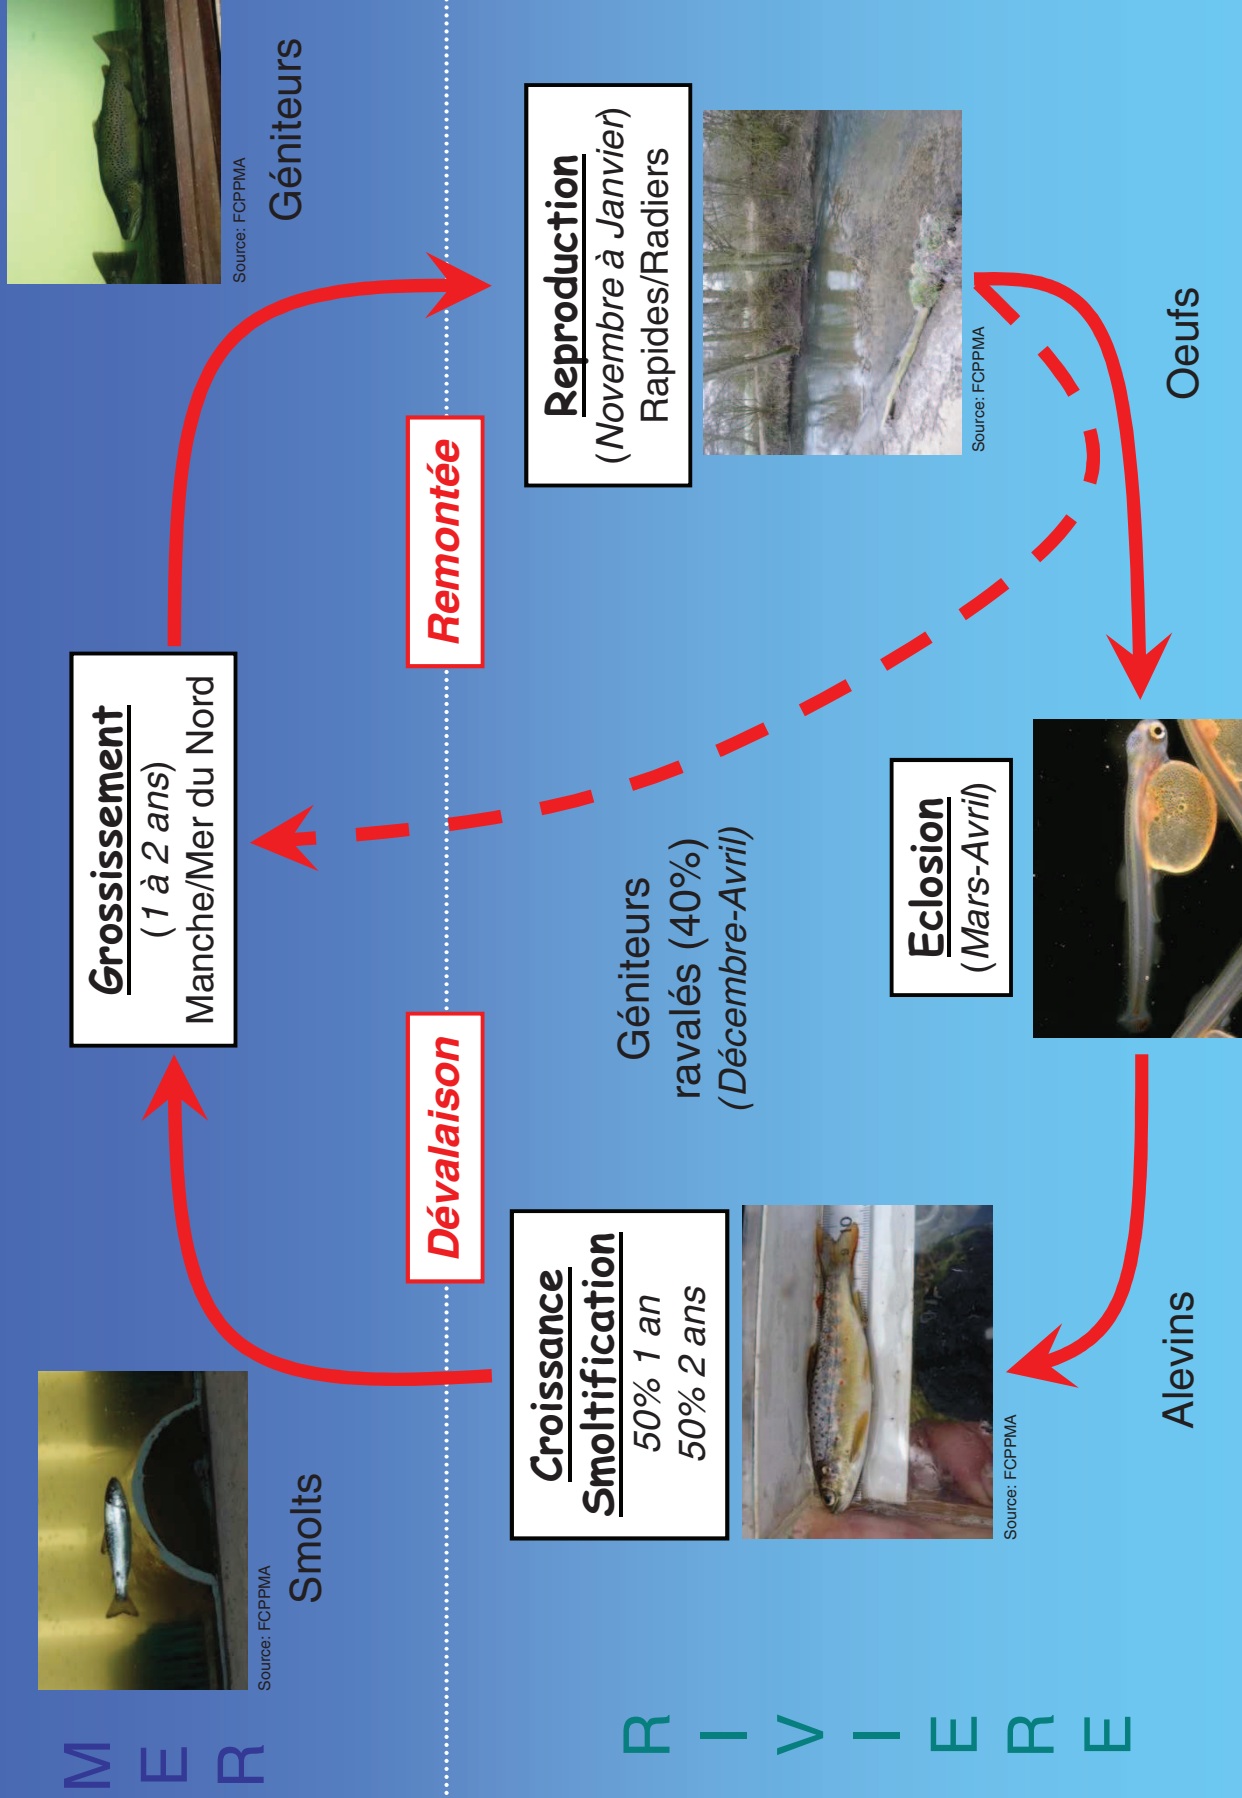 MER
Source: FCPPMA
Smolts
Grossissement
(1 à 2 ans)
Manche/Mer du Nord
Source: FCPPMA
Géniteurs
Dévalaison
Remontée
RIVIERE
Croissance
Smoltification
50% 1 an
50% 2 ans
Source: FCPPMA
9 10
Géniteurs
ravalés (40%)
(Décembre-Avril)
Reproduction
(Novembre à Janvier)
Rapides/Radiers
Source: FCPPMA
Eclosion
(Mars-Avril)
Alevins
Oeufs